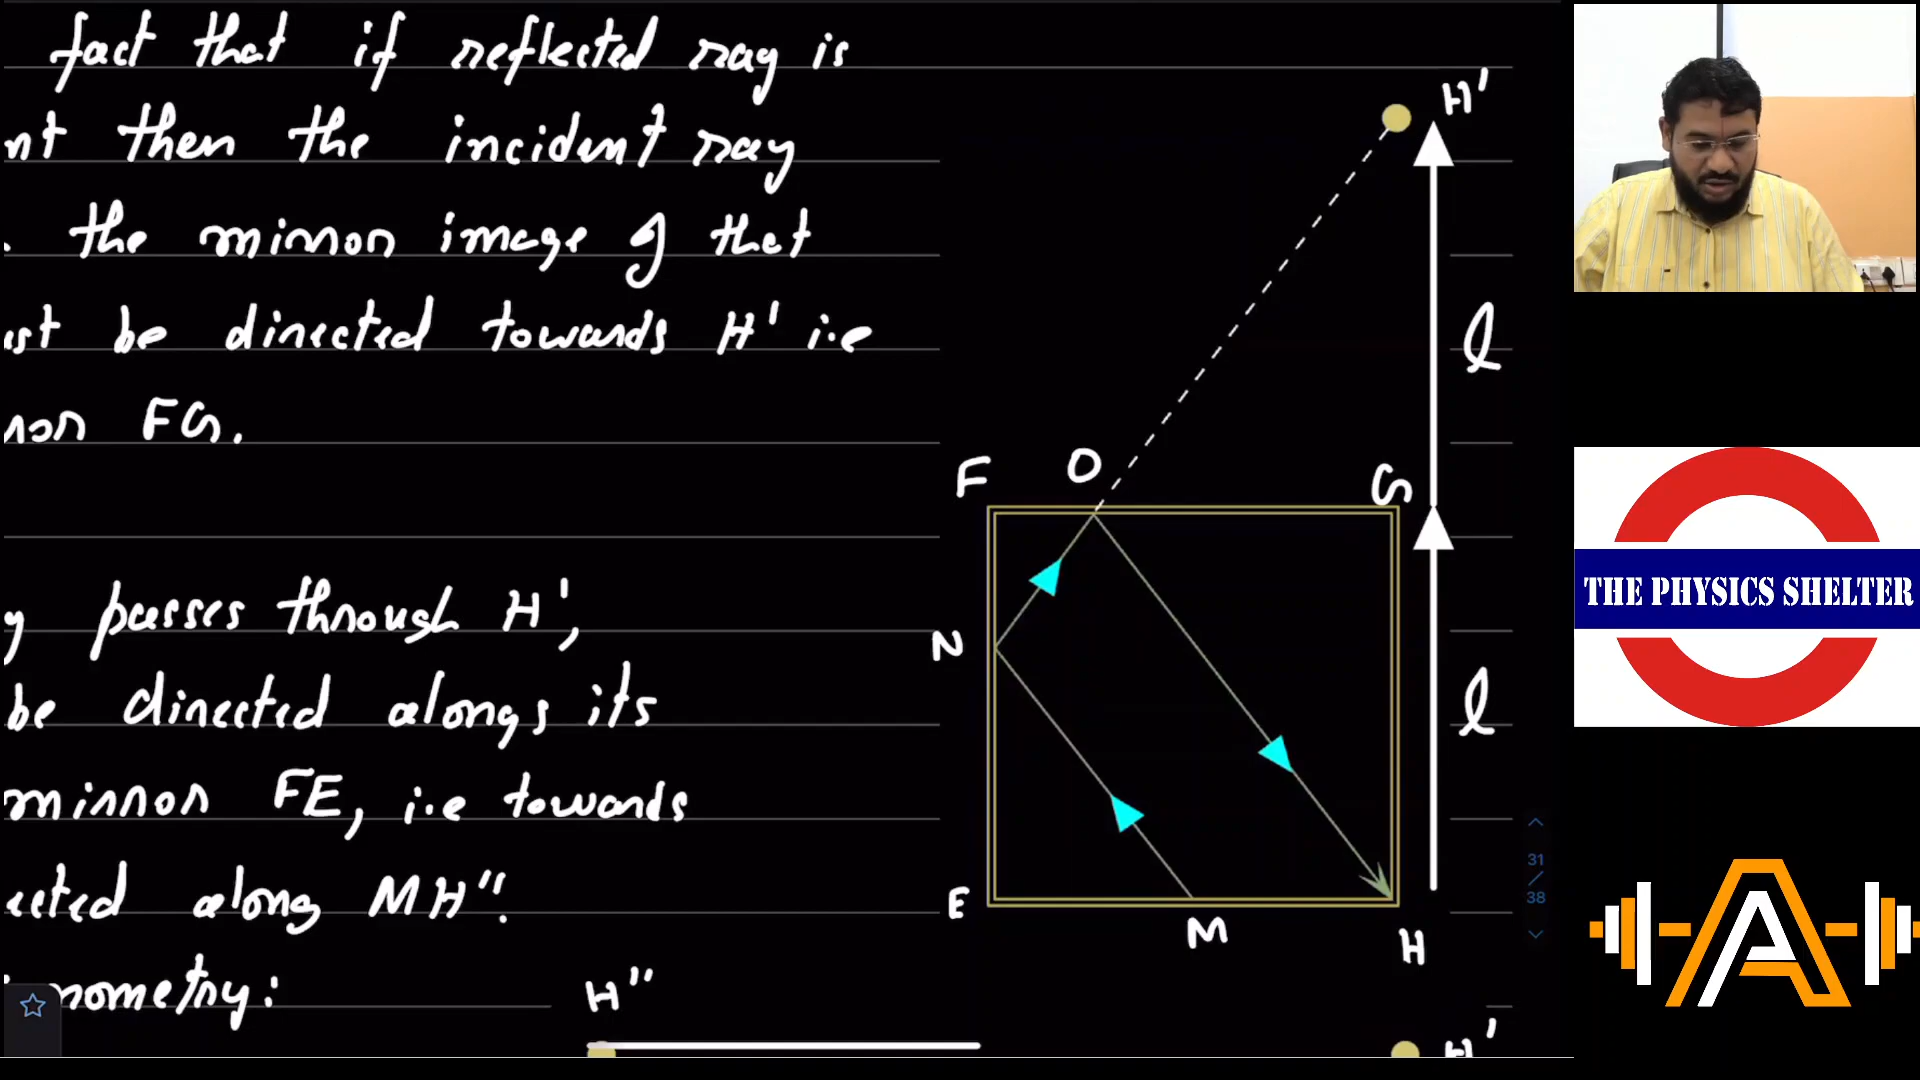 fact that if reflected ray is
nt then the incident ray
the mirror image of that
st be directed towards H' i.e
ror FG.
y passes through H',
be directed along its
mirror FE, i.e towards
ected along MH".
nometry:
H'
l
F O G
N
l
E M H
31
/
38
H"
H'
THE PHYSICS SHELTER
A